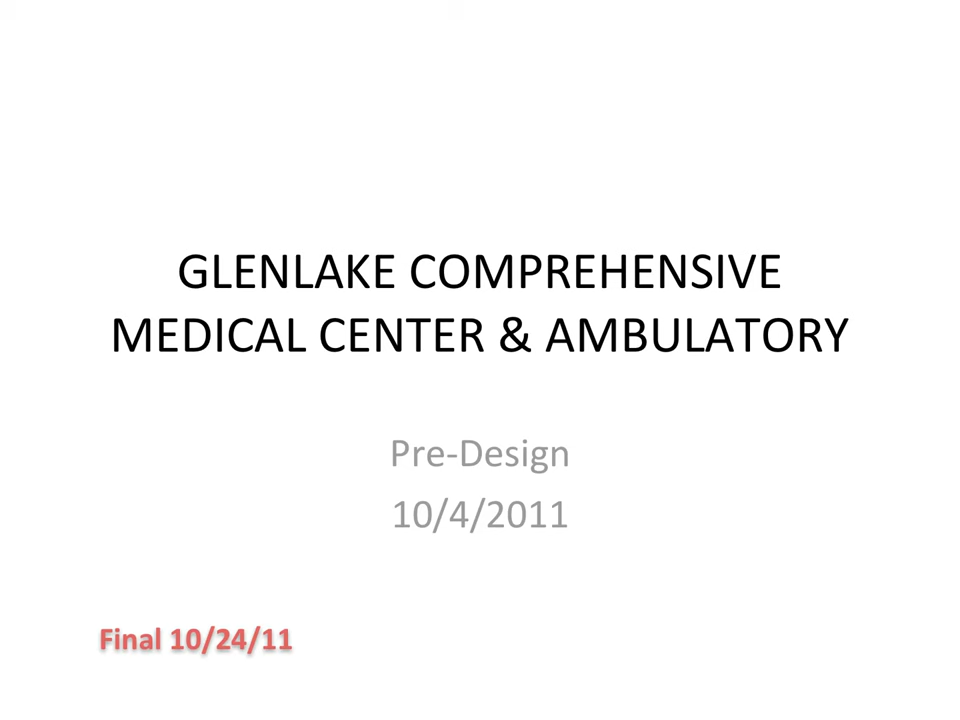 GLENLAKE COMPREHENSIVE
MEDICAL CENTER & AMBULATORY
Pre-Design
10/4/2011
Final 10/24/11